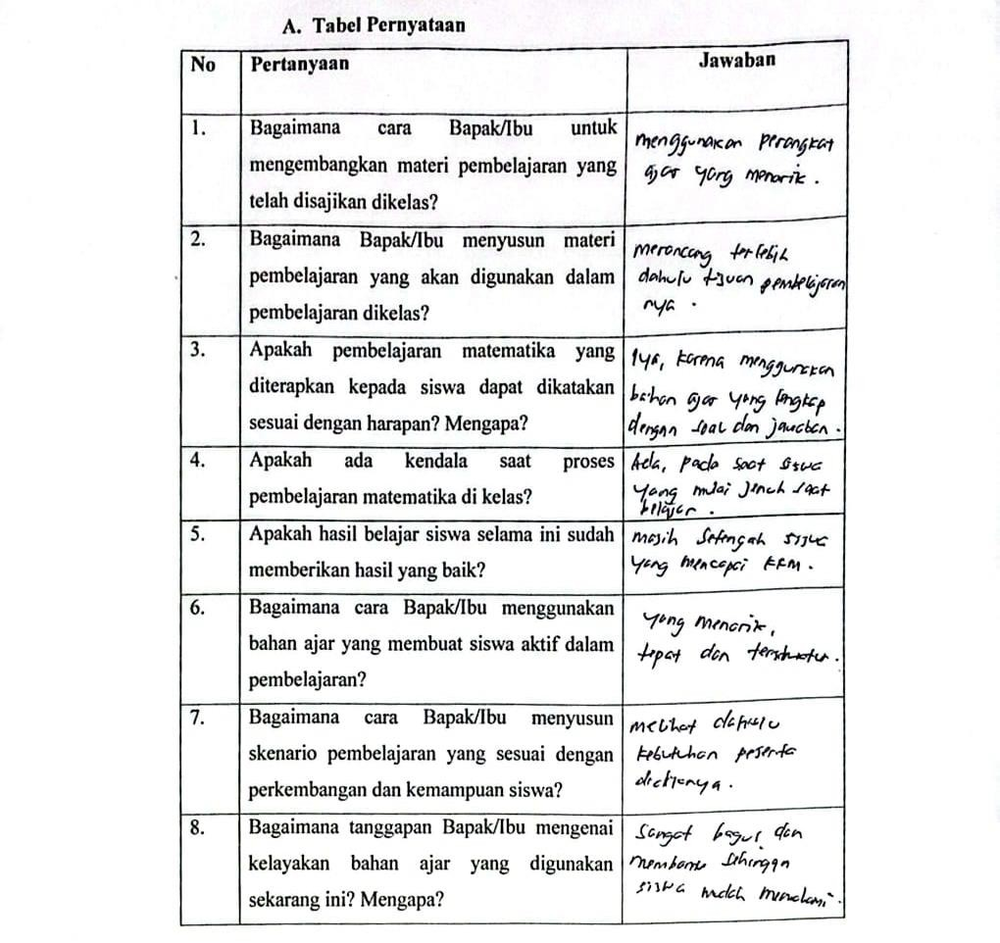 A. Tabel Pernyataan
No Pertanyaan Jawaban
1. Bagaimana cara Bapak/Ibu untuk
mengembangkan materi pembelajaran yang
telah disajikan dikelas?
menggunakan perangkat
ajar yang menarik.
2. Bagaimana Bapak/Ibu menyusun materi
pembelajaran yang akan digunakan dalam
pembelajaran dikelas?
merancang terlebih
dahulu tujuan pembelajaran
nya.
3. Apakah pembelajaran matematika yang
diterapkan kepada siswa dapat dikatakan
sesuai dengan harapan? Mengapa?
Iya, karena menggunakan
bahan ajar yang lengkap
dengan soal dan jawaban.
4. Apakah ada kendala saat proses
pembelajaran matematika di kelas?
Ada, pada saat siswa
yang mulai jenuh saat
belajar.
5. Apakah hasil belajar siswa selama ini sudah
memberikan hasil yang baik?
masih setengah siswa
yang mencapai KKM.
6. Bagaimana cara Bapak/Ibu menggunakan
bahan ajar yang membuat siswa aktif dalam
pembelajaran?
yang menarik,
tepat dan terstruktur.
7. Bagaimana cara Bapak/Ibu menyusun
skenario pembelajaran yang sesuai dengan
perkembangan dan kemampuan siswa?
melihat dahulu
kebutuhan peserta
didiknya.
8. Bagaimana tanggapan Bapak/Ibu mengenai
kelayakan bahan ajar yang digunakan
sekarang ini? Mengapa?
Sangat bagus dan
membantu sehingga
siswa mudah memahami.